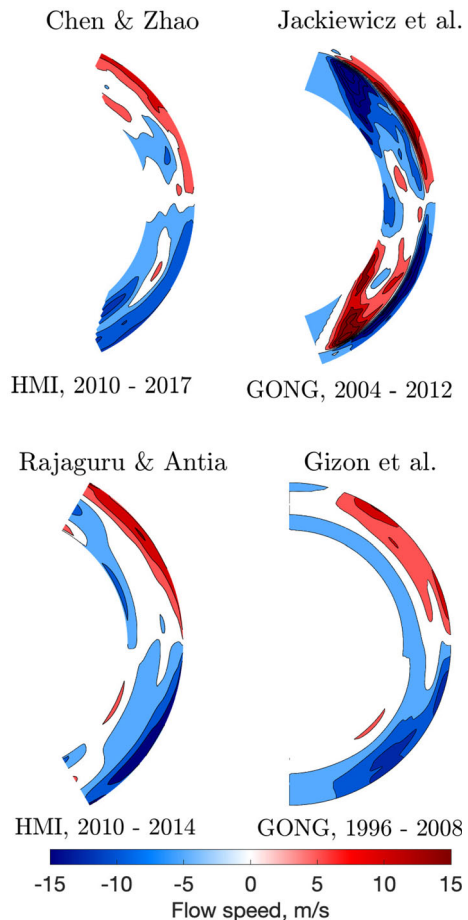 Chen & Zhao
Jackiewicz et al.
HMI, 2010 - 2017
GONG, 2004 - 2012
Rajaguru & Antia
Gizon et al.
HMI, 2010 - 2014
GONG, 1996 - 2008
-15 -10 -5 0 5 10 15
Flow speed, m/s